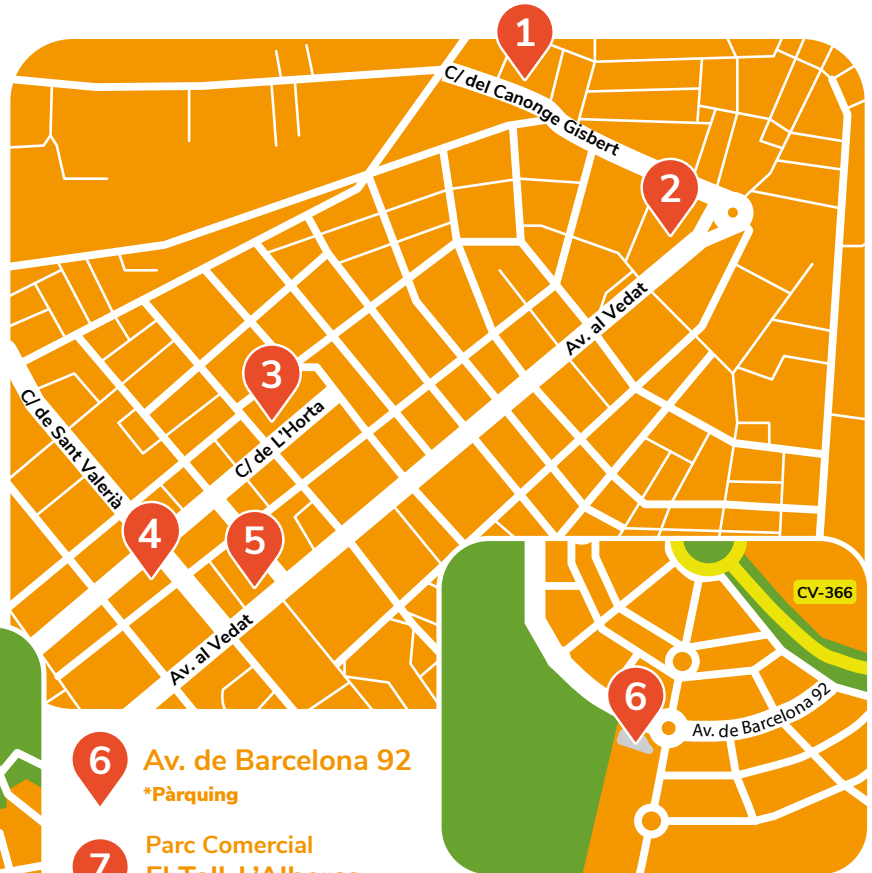 1
C/ del Canonge Gisbert
2
Av. al Vedat
3
C/ de L'Horta
C/ de Sant Valerià
4
5
Av. al Vedat
CV-366
6
Av. de Barcelona 92
6
Av. de Barcelona 92
*Pàrquing
7
Parc Comercial